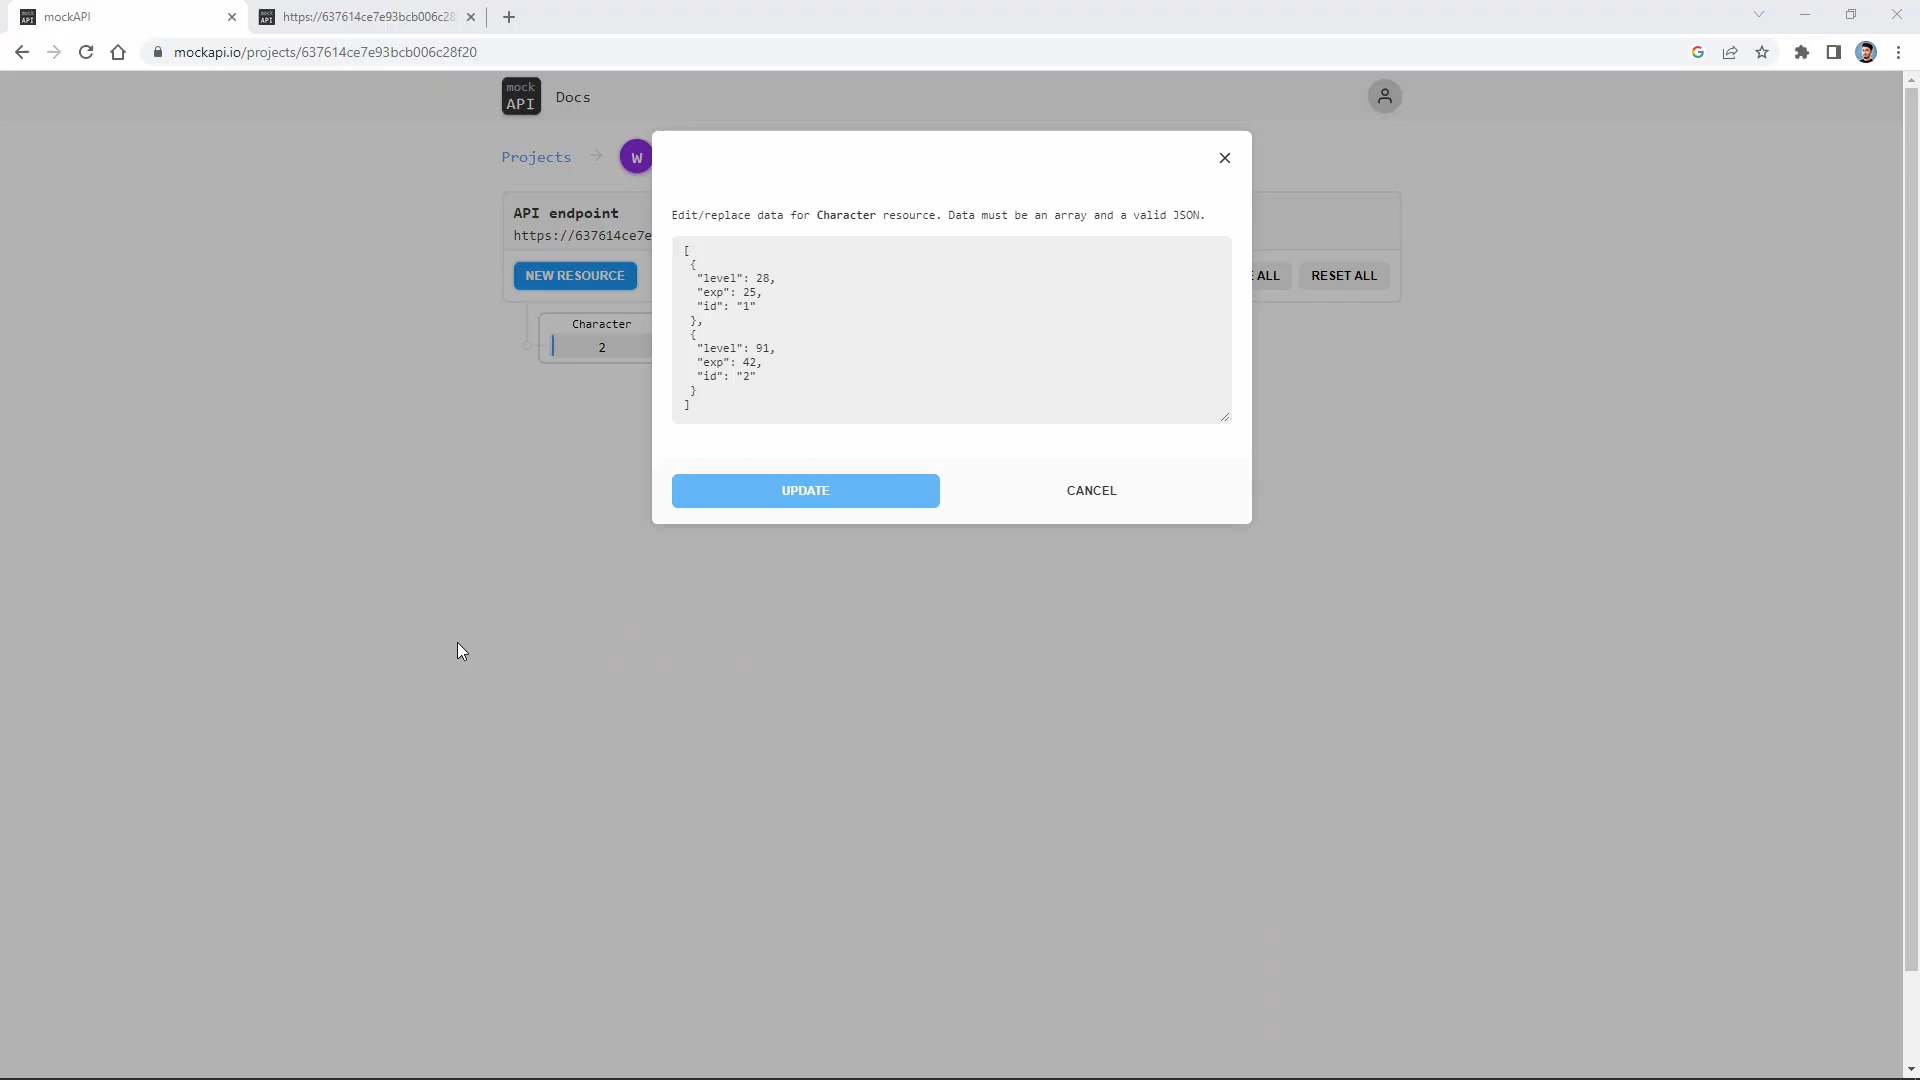 mockAPI
https://637614ce7e93bcb006c28
mockapi.io/projects/637614ce7e93bcb006c28f20
mock
API
Docs
Projects
W
API endpoint
https://637614ce7e
NEW RESOURCE
E ALL
RESET ALL
Character
2
Edit/replace data for Character resource. Data must be an array and a valid JSON.
[
{
"level": 28,
"exp": 25,
"id": "1"
},
{
"level": 91,
"exp": 42,
"id": "2"
}
]
UPDATE
CANCEL